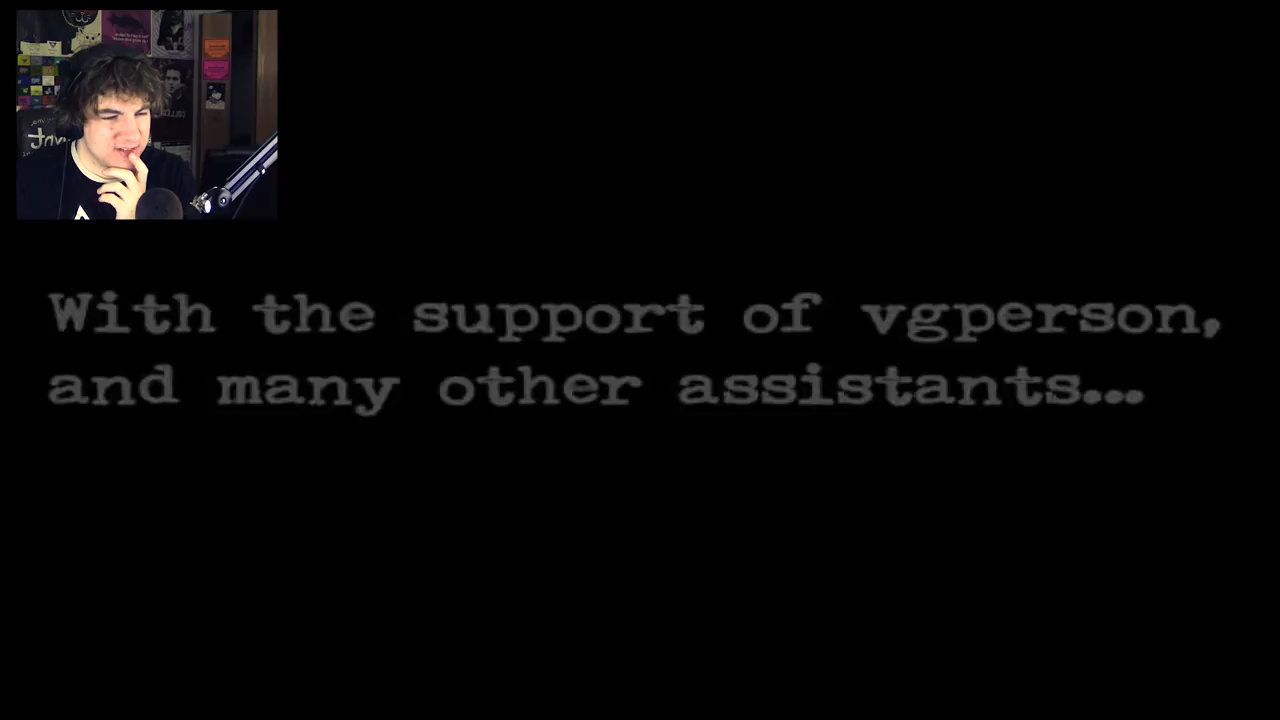 With the support of vgperson,
and many other assistants...